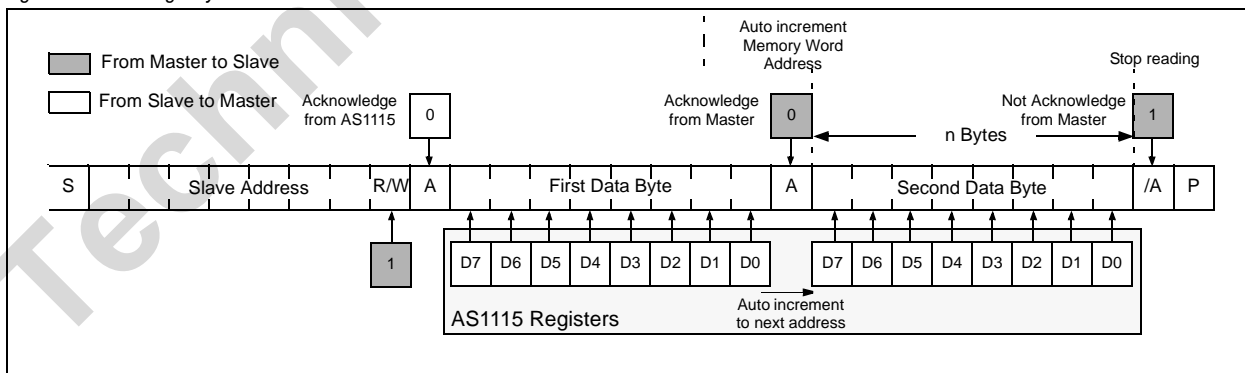 Auto increment
Memory Word
Address
Stop reading
From Master to Slave
From Slave to Master
Acknowledge
from AS1115
0
Acknowledge
from Master
0
Not Acknowledge
from Master
1
n Bytes
S Slave Address R/W A First Data Byte A Second Data Byte /A P
1
D7 D6 D5 D4 D3 D2 D1 D0 D7 D6 D5 D4 D3 D2 D1 D0
Auto increment
to next address
AS1115 Registers
Techni